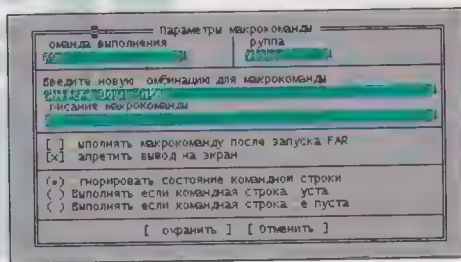 Параметры макрокоманды
оманда выполнения руппа
Введите новую омбинацию для макрокоманды
писание макрокоманды
[ ] ыполнять макрокоманду после запуска FAR
[x] апретить вывод на экран
(•) гнорировать состояние командной строки
( ) Выполнять если командная строка уста
( ) Выполнять если командная строка е пуста
[ охранить ] [ Отменить ]